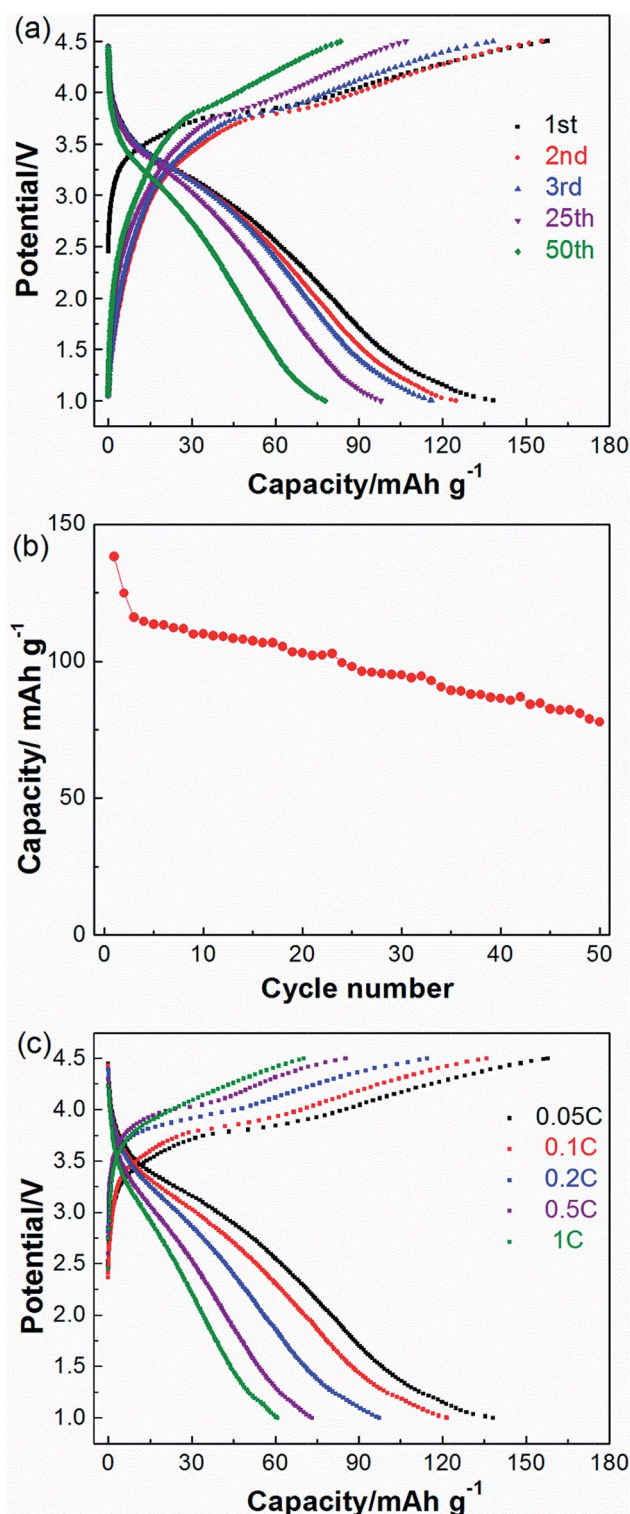 (a)
4.5
4.0
3.5
3.0
2.5
2.0
1.5
1.0
Potential/V
1st
2nd
3rd
25th
50th
0 30 60 90 120 150 180
Capacity/mAh g⁻¹
(b)
150
100
50
0
Capacity/ mAh g⁻¹
0 10 20 30 40 50
Cycle number
(c)
4.5
4.0
3.5
3.0
2.5
2.0
1.5
1.0
Potential/V
0.05C
0.1C
0.2C
0.5C
1C
0 30 60 90 120 150 180
Capacity/mAh g⁻¹